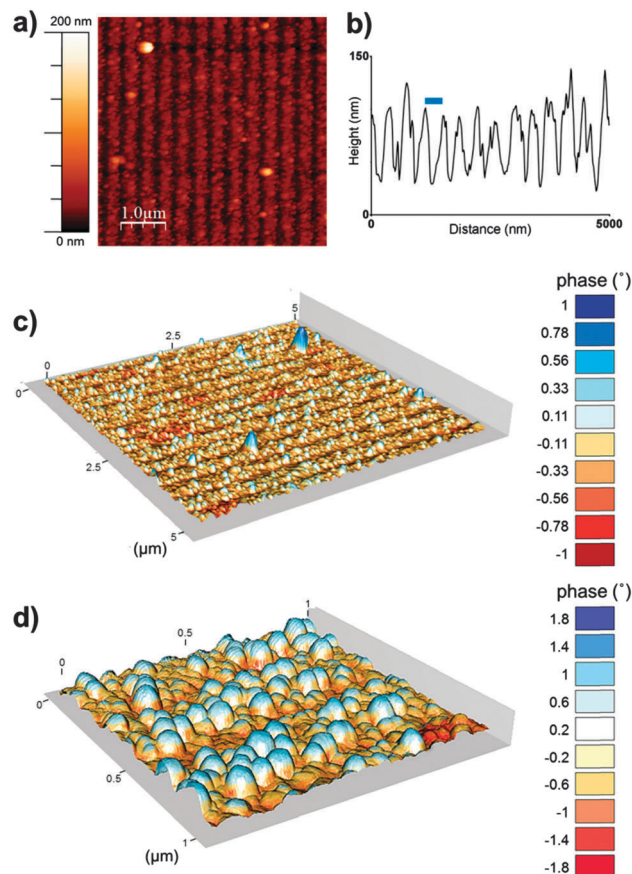 a)
200 nm
0 nm
1.0µm
b)
150
Height (nm)
0
0
Distance (nm)
5000
c)
phase (˚)
1
0.78
0.56
0.33
0.11
-0.11
-0.33
-0.56
-0.78
-1
5
2.5
0
0
2.5
5
(µm)
d)
phase (˚)
1.8
1.4
1
0.6
0.2
-0.2
-0.6
-1
-1.4
-1.8
1
0.5
0
0
0.5
1
(µm)